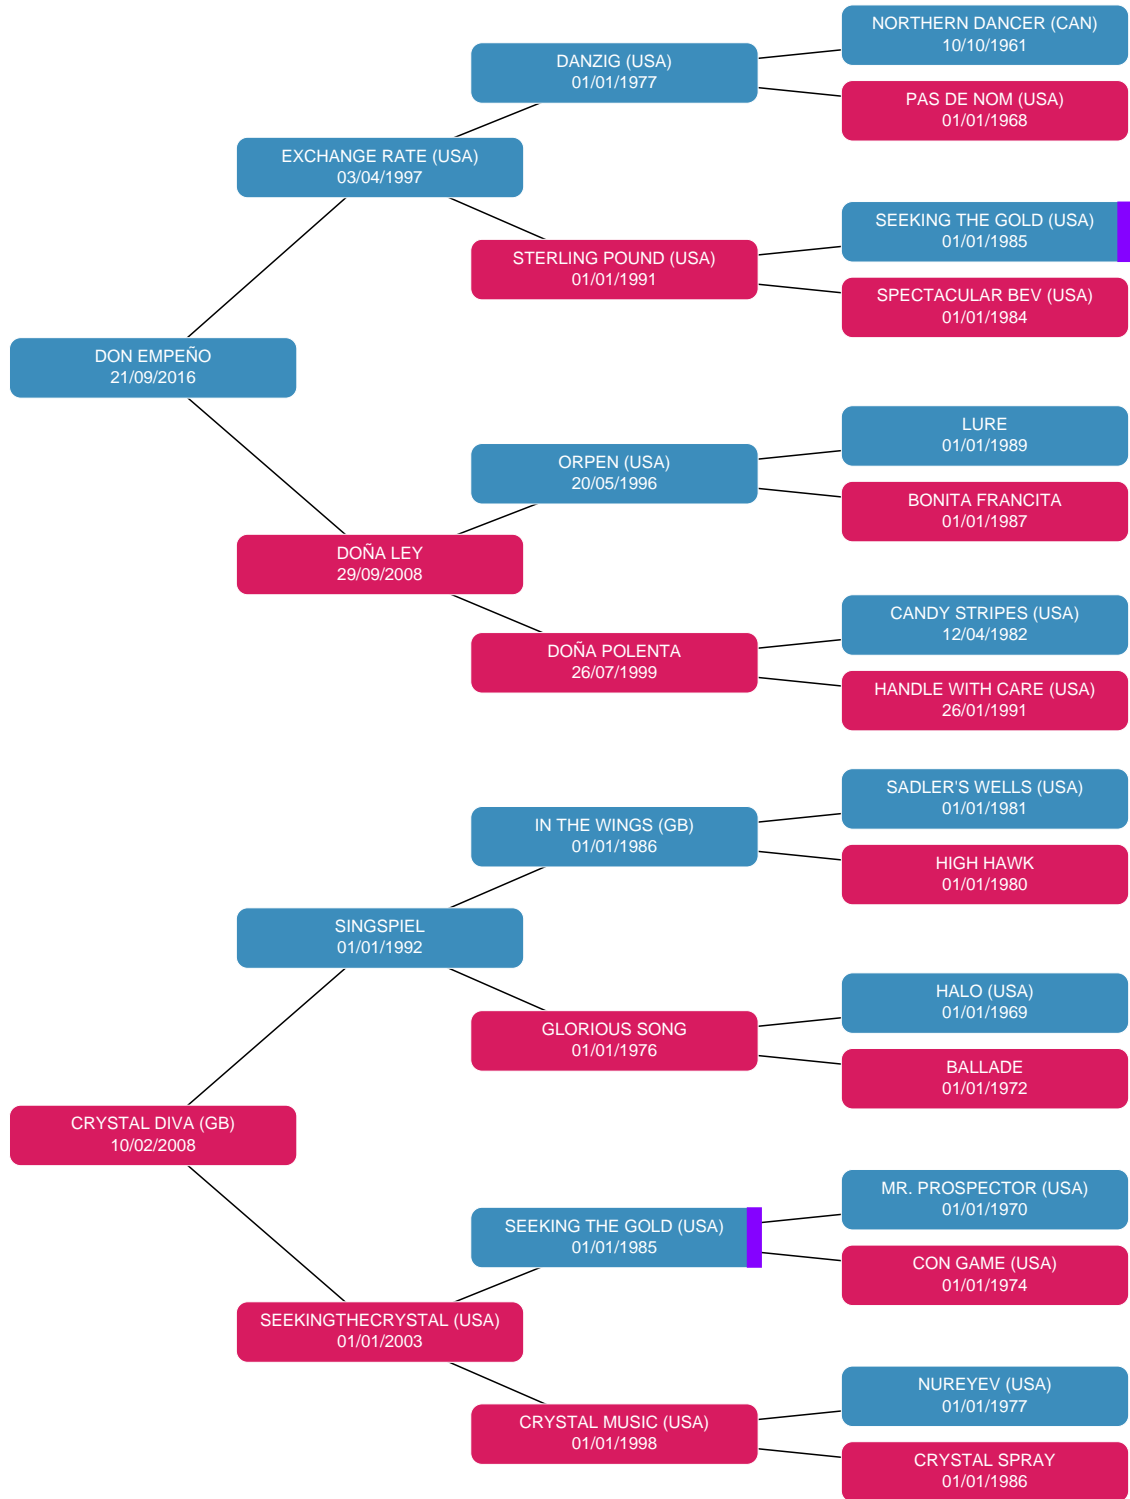 NORTHERN DANCER (CAN)
10/10/1961
DANZIG (USA)
01/01/1977
PAS DE NOM (USA)
01/01/1968
EXCHANGE RATE (USA)
03/04/1997
SEEKING THE GOLD (USA)
01/01/1985
STERLING POUND (USA)
01/01/1991
SPECTACULAR BEV (USA)
01/01/1984
DON EMPEÑO
21/09/2016
LURE
01/01/1989
ORPEN (USA)
20/05/1996
BONITA FRANCITA
01/01/1987
DOÑA LEY
29/09/2008
CANDY STRIPES (USA)
12/04/1982
DOÑA POLENTA
26/07/1999
HANDLE WITH CARE (USA)
26/01/1991
SADLER'S WELLS (USA)
01/01/1981
IN THE WINGS (GB)
01/01/1986
HIGH HAWK
01/01/1980
SINGSPIEL
01/01/1992
HALO (USA)
01/01/1969
GLORIOUS SONG
01/01/1976
BALLADE
01/01/1972
CRYSTAL DIVA (GB)
10/02/2008
MR. PROSPECTOR (USA)
01/01/1970
SEEKING THE GOLD (USA)
01/01/1985
CON GAME (USA)
01/01/1974
SEEKINGTHECRYSTAL (USA)
01/01/2003
NUREYEV (USA)
01/01/1977
CRYSTAL MUSIC (USA)
01/01/1998
CRYSTAL SPRAY
01/01/1986